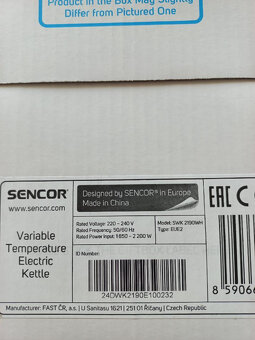 Product in the Box May Slightly
Differ from Pictured One
SENCOR®
www.sencor.com
Designed by SENCOR® in Europe
Made in China
Variable
Temperature
Electric
Kettle
Rated Voltage: 220 - 240 V
Rated Frequency: 50/60 Hz
Rated Power Input: 1850 - 2 200 W
Model: SWK 2190WH
Type: EUE2
ID Number:
24DWK2190E100232
Manufacturer: FAST ČR, a.s. | U Sanitasu 1621 | 251 01 Říčany | Czech Republic
EAC C
8 59066